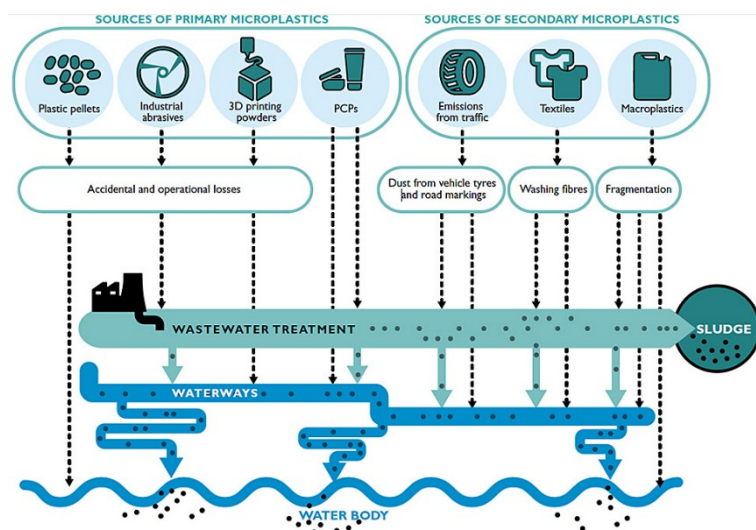 SOURCES OF PRIMARY MICROPLASTICS
SOURCES OF SECONDARY MICROPLASTICS
Plastic pellets
Industrial
abrasives
3D printing
powders
PCPs
Emissions
from traffic
Textiles
Macroplastics
Accidental and operational losses
Dust from vehicle tyres
and road markings
Washing fibres
Fragmentation
WASTEWATER TREATMENT
SLUDGE
WATERWAYS
WATER BODY